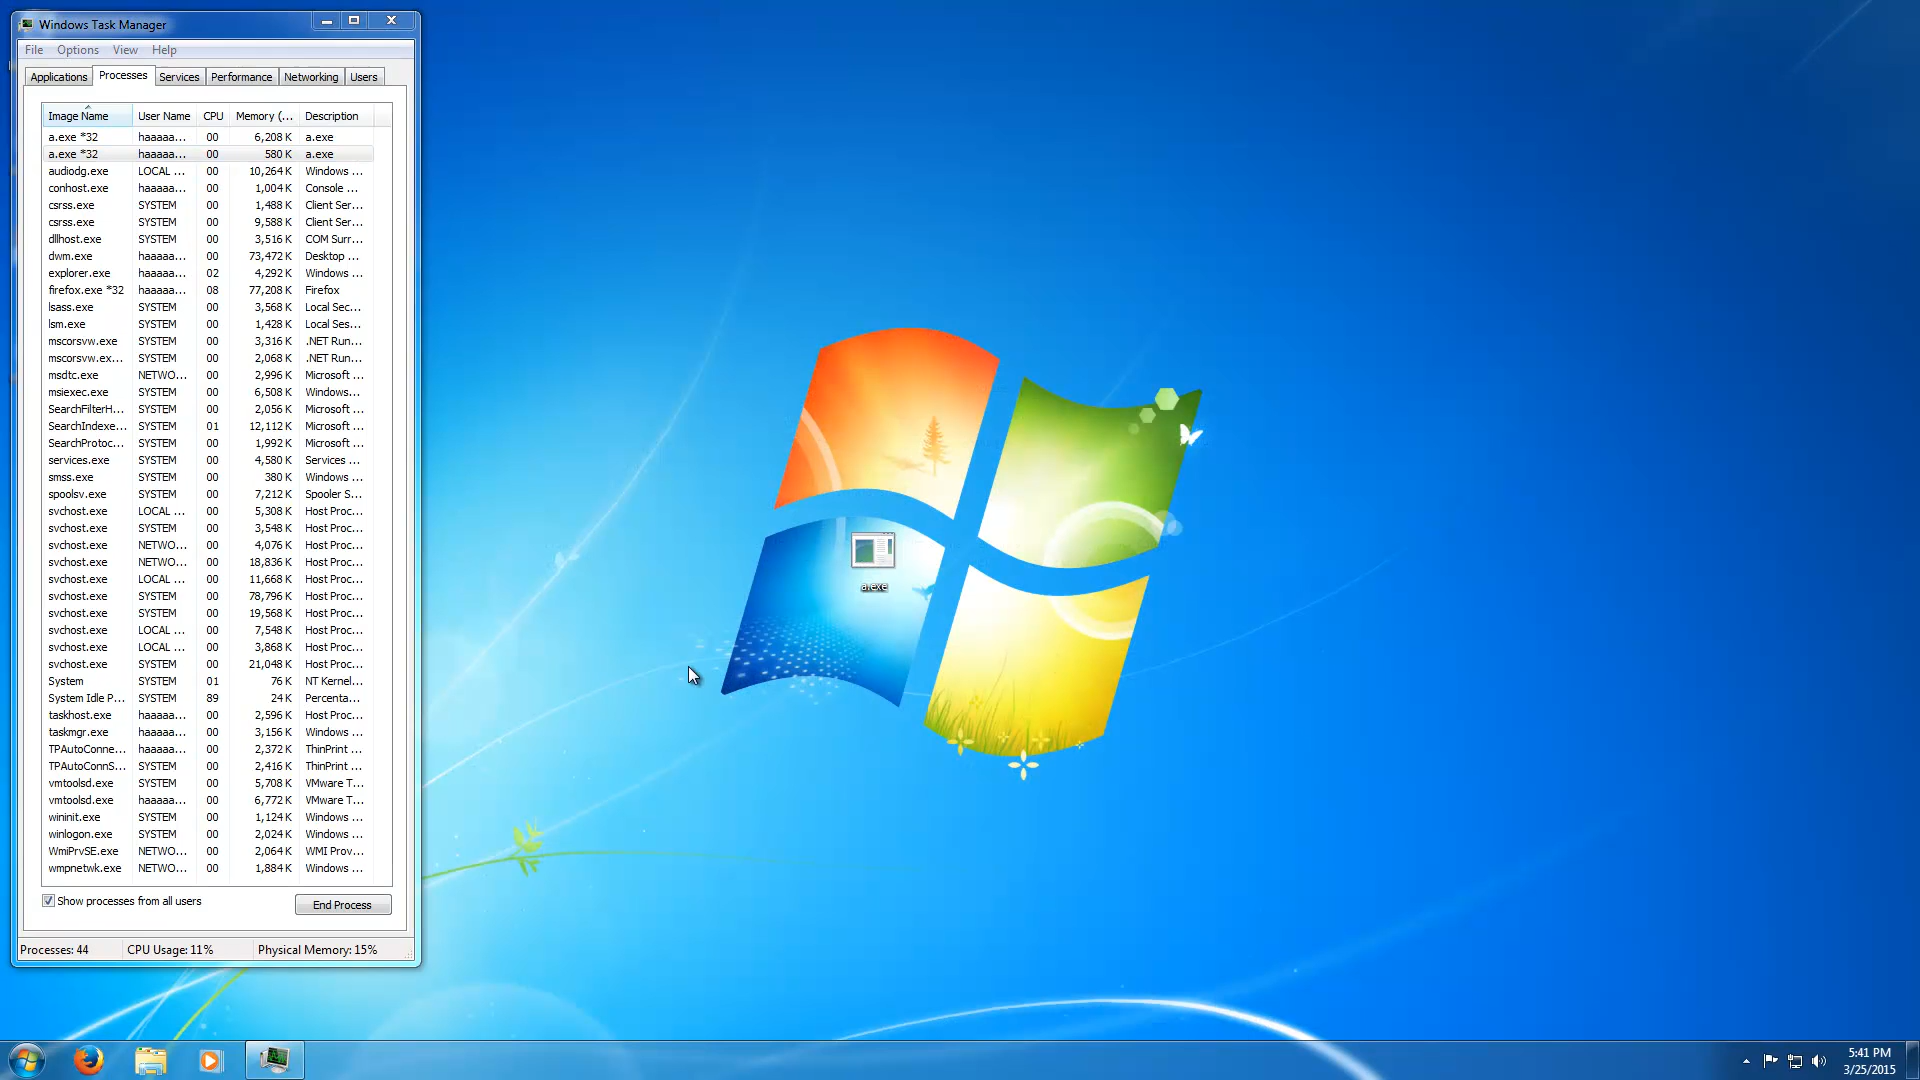 Windows Task Manager
File Options View Help
Applications Processes Services Performance Networking Users
Image Name User Name CPU Memory (... Description
a.exe *32 haaaaa... 00 6,208 K a.exe
a.exe *32 haaaaa... 00 580 K a.exe
audiodg.exe LOCAL ... 00 10,264 K Windows ...
conhost.exe haaaaa... 00 1,004 K Console ...
csrss.exe SYSTEM 00 1,488 K Client Ser...
csrss.exe SYSTEM 00 9,588 K Client Ser...
dllhost.exe SYSTEM 00 3,516 K COM Surr...
dwm.exe haaaaa... 00 73,472 K Desktop ...
explorer.exe haaaaa... 02 4,292 K Windows ...
firefox.exe *32 haaaaa... 08 77,208 K Firefox
lsass.exe SYSTEM 00 3,568 K Local Sec...
lsm.exe SYSTEM 00 1,428 K Local Ses...
mscorsvw.exe SYSTEM 00 3,316 K .NET Run...
mscorsvw.ex... SYSTEM 00 2,068 K .NET Run...
msdtc.exe NETWO... 00 2,996 K Microsoft ...
msiexec.exe SYSTEM 00 6,508 K Windows...
SearchFilterH... SYSTEM 00 2,056 K Microsoft ...
SearchIndexe... SYSTEM 01 12,112 K Microsoft ...
SearchProtoc... SYSTEM 00 1,992 K Microsoft ...
services.exe SYSTEM 00 4,580 K Services ...
smss.exe SYSTEM 00 380 K Windows ...
spoolsv.exe SYSTEM 00 7,212 K Spooler S...
svchost.exe LOCAL ... 00 5,308 K Host Proc...
svchost.exe SYSTEM 00 3,548 K Host Proc...
svchost.exe NETWO... 00 4,076 K Host Proc...
svchost.exe NETWO... 00 18,836 K Host Proc...
svchost.exe LOCAL ... 00 11,668 K Host Proc...
svchost.exe SYSTEM 00 78,796 K Host Proc...
svchost.exe SYSTEM 00 19,568 K Host Proc...
svchost.exe LOCAL ... 00 7,548 K Host Proc...
svchost.exe LOCAL ... 00 3,868 K Host Proc...
svchost.exe SYSTEM 00 21,048 K Host Proc...
System SYSTEM 01 76 K NT Kernel...
System Idle P... SYSTEM 89 24 K Percenta...
taskhost.exe haaaaa... 00 2,596 K Host Proc...
taskmgr.exe haaaaa... 00 3,156 K Windows ...
TPAutoConne... haaaaa... 00 2,372 K ThinPrint ...
TPAutoConnS... SYSTEM 00 2,416 K ThinPrint ...
vmtoolsd.exe SYSTEM 00 5,708 K VMware T...
vmtoolsd.exe haaaaa... 00 6,772 K VMware T...
wininit.exe SYSTEM 00 1,124 K Windows ...
winlogon.exe SYSTEM 00 2,024 K Windows ...
WmiPrvSE.exe NETWO... 00 2,064 K WMI Prov...
wmpnetwk.exe NETWO... 00 1,884 K Windows ...
Show processes from all users
End Process
Processes: 44 CPU Usage: 11% Physical Memory: 15%
a.exe
5:41 PM
3/25/2015